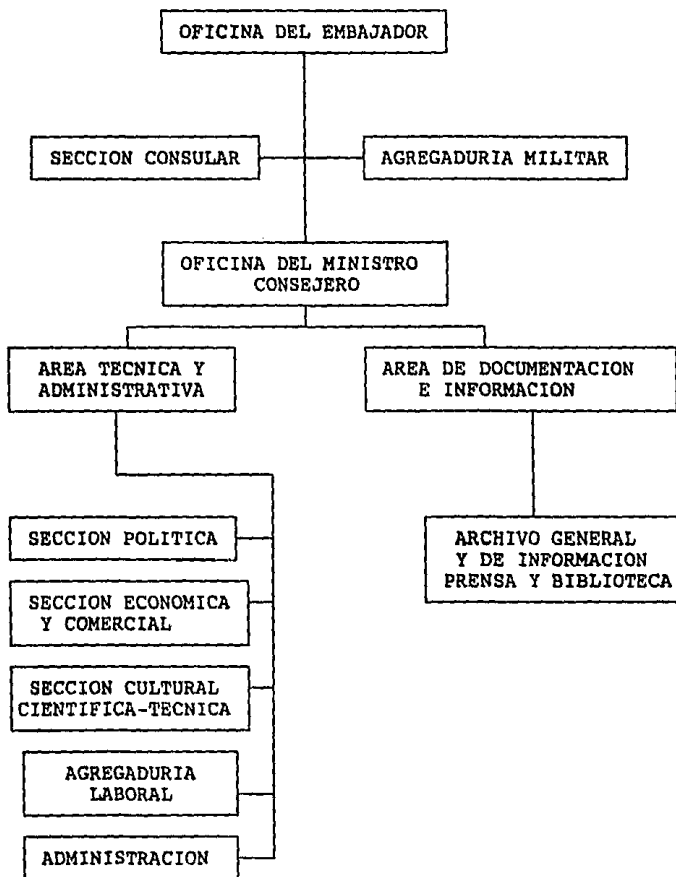 OFICINA DEL EMBAJADOR
SECCION CONSULAR
AGREGADURIA MILITAR
OFICINA DEL MINISTRO
CONSEJERO
AREA TECNICA Y
ADMINISTRATIVA
AREA DE DOCUMENTACION
E INFORMACION
SECCION POLITICA
SECCION ECONOMICA
Y COMERCIAL
SECCION CULTURAL
CIENTIFICA-TECNICA
AGREGADURIA
LABORAL
ADMINISTRACION
ARCHIVO GENERAL
Y DE INFORMACION
PRENSA Y BIBLIOTECA